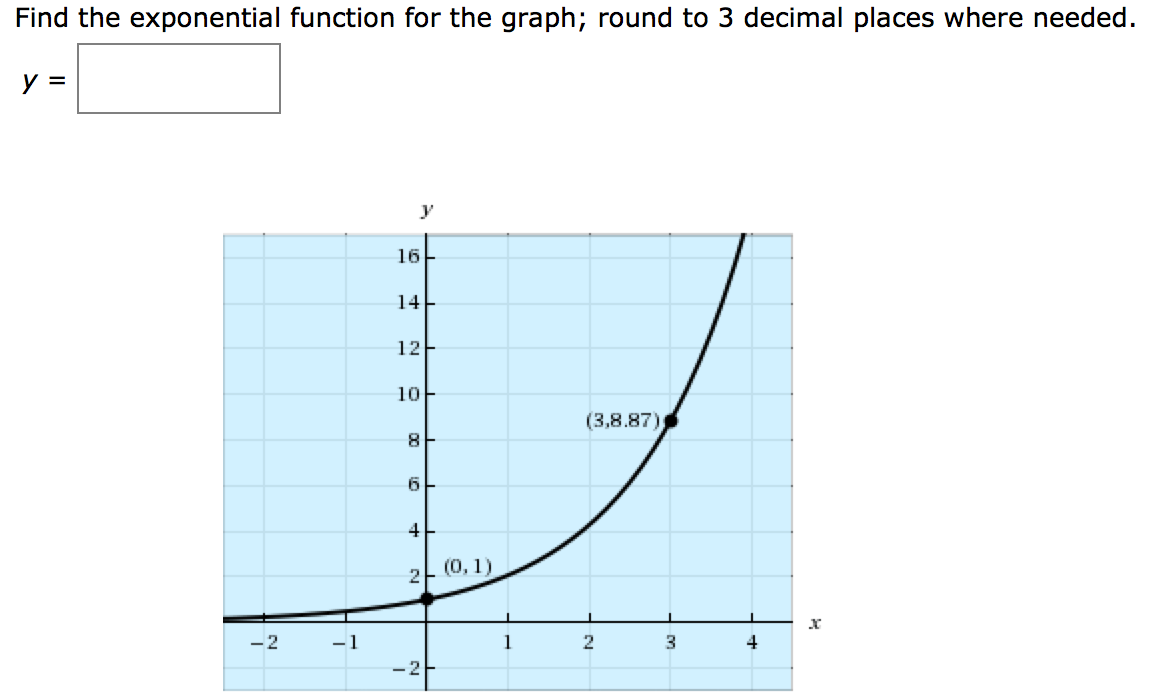 Find the exponential function for the graph; round to 3 decimal places where needed.
y =
y
16
14
12
10
(3,8.87)
8
6
4
(0, 1)
2
x
−2 −1 1 2 3 4
−2